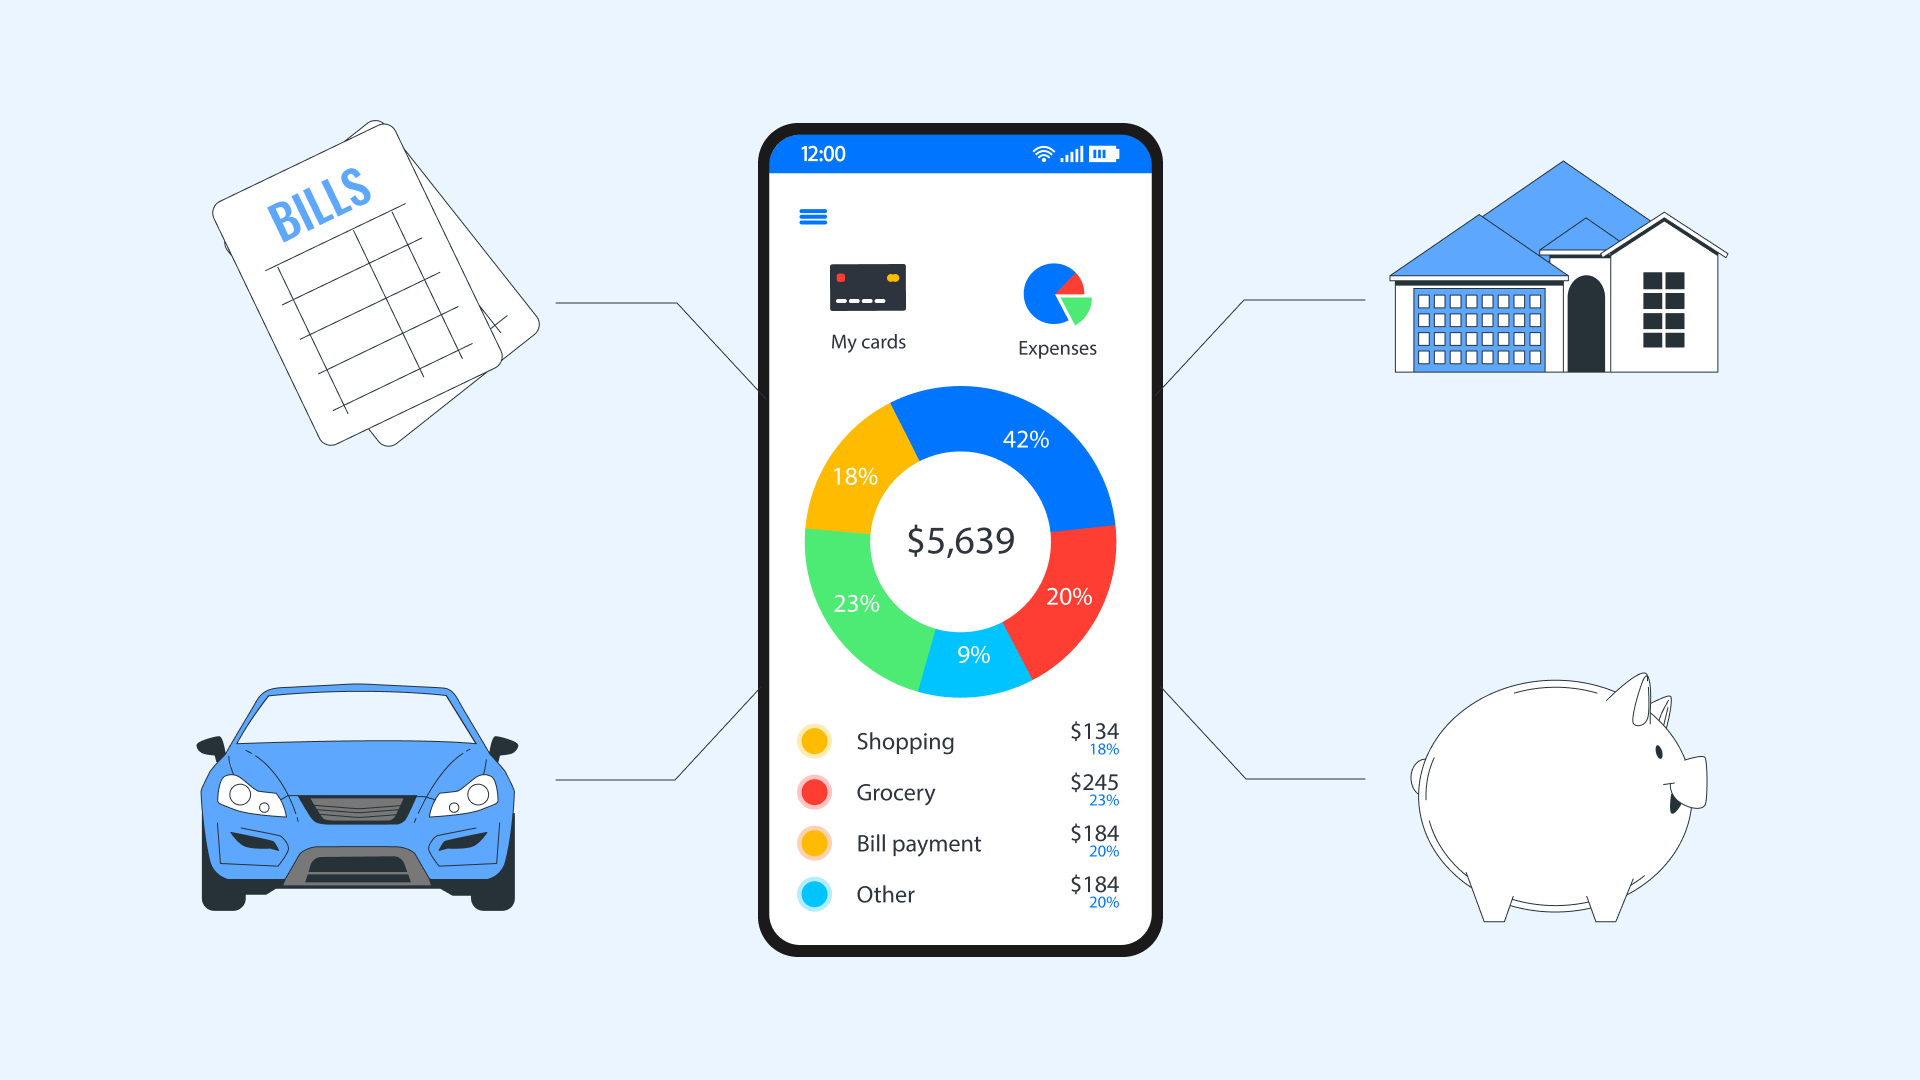 BILLS
12:00
My cards
Expenses
42%
18%
$5,639
20%
23%
9%
Shopping
$134
18%
Grocery
$245
23%
Bill payment
$184
20%
Other
$184
20%